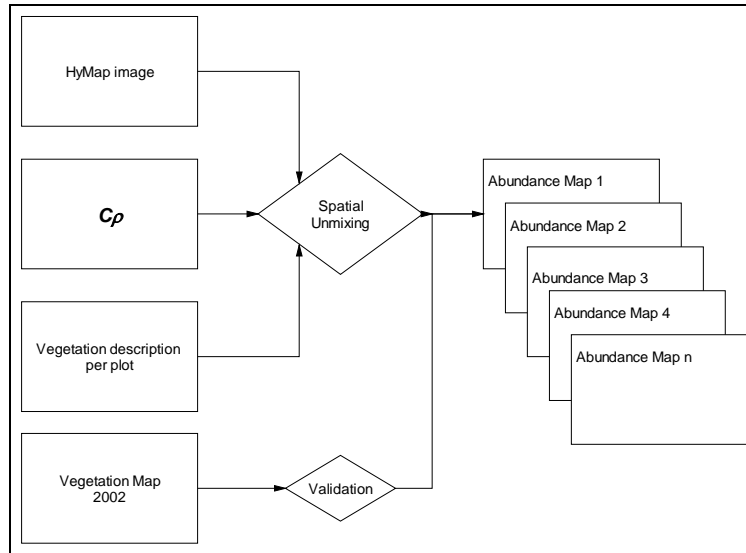 HyMap image
Cρ
Vegetation description
per plot
Vegetation Map
2002
Spatial
Unmixing
Validation
Abundance Map 1
Abundance Map 2
Abundance Map 3
Abundance Map 4
Abundance Map n